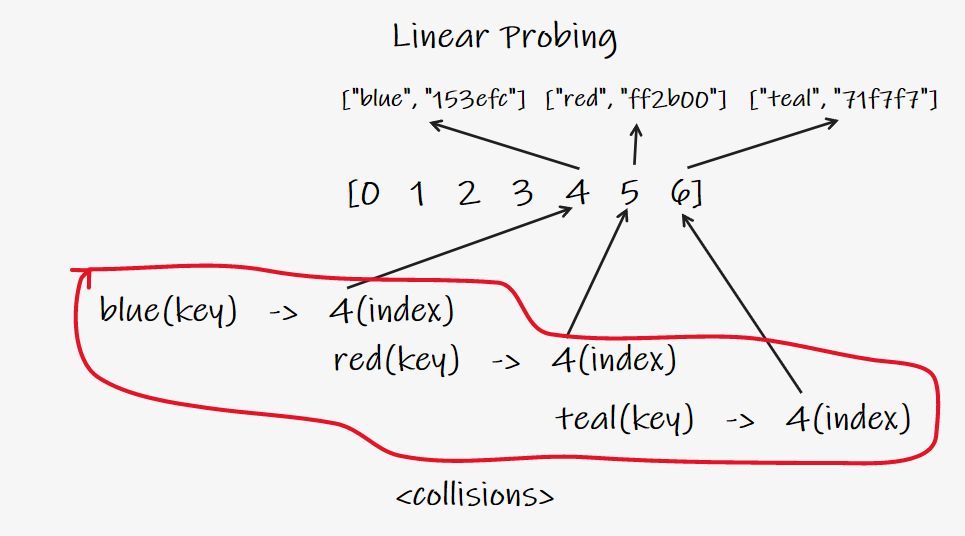 Linear Probing
["blue", "153efc"] ["red", "ff2b00"] ["teal", "71f7f7"]
[0 1 2 3 4 5 6]
blue(key) -> 4(index)
red(key) -> 4(index)
teal(key) -> 4(index)
<collisions>